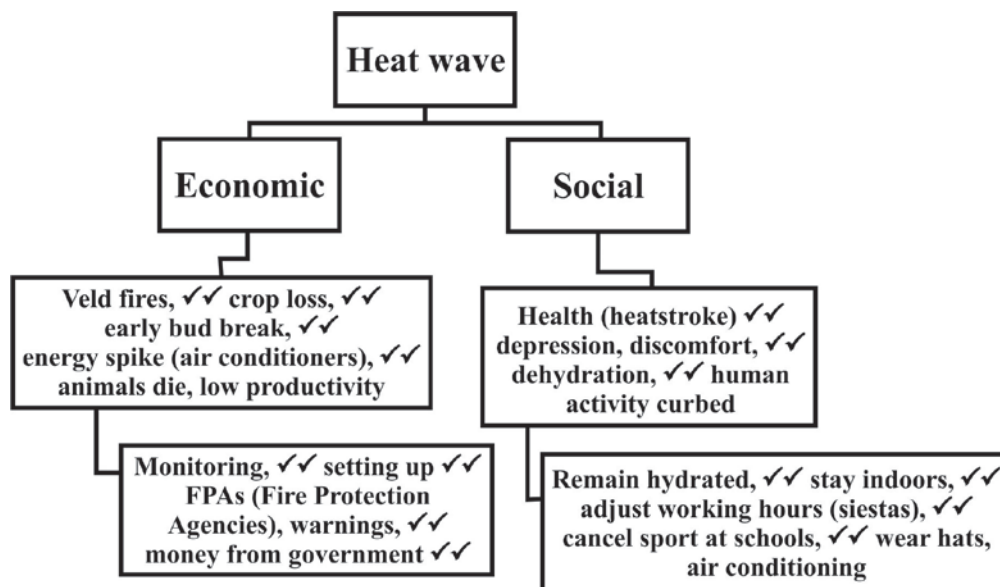 Heat wave
Economic
Social
Veld fires, ✓✓ crop loss, ✓✓
early bud break, ✓✓
energy spike (air conditioners), ✓✓
animals die, low productivity
Health (heatstroke) ✓✓
depression, discomfort, ✓✓
dehydration, ✓✓ human
activity curbed
Monitoring, ✓✓ setting up ✓✓
FPAs (Fire Protection
Agencies), warnings, ✓✓
money from government ✓✓
Remain hydrated, ✓✓ stay indoors, ✓✓
adjust working hours (siestas), ✓✓
cancel sport at schools, ✓✓ wear hats,
air conditioning